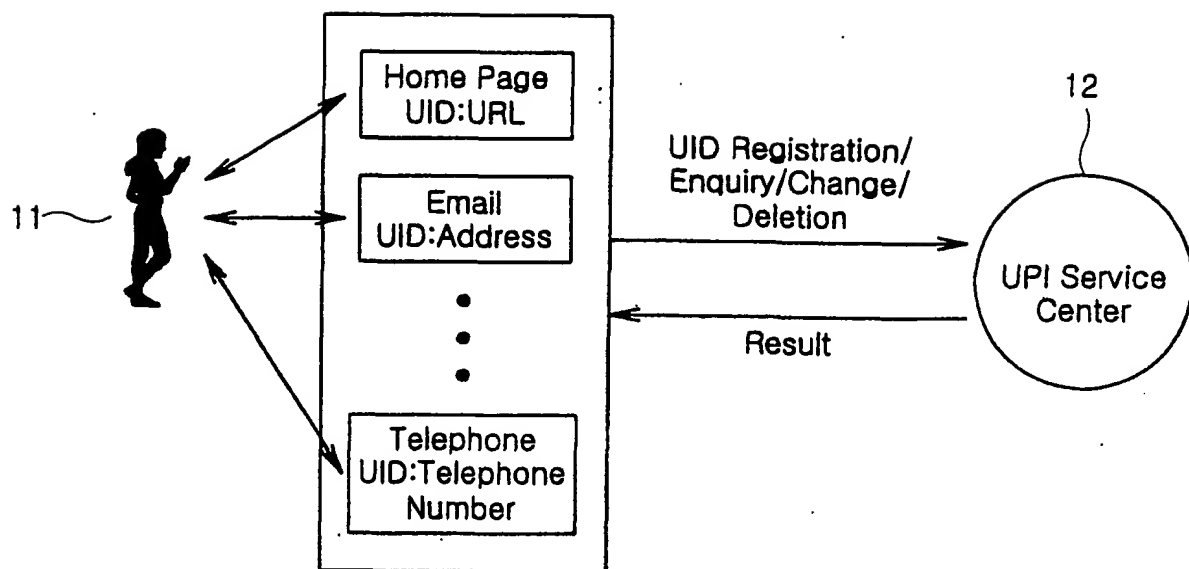 Home Page
UID:URL
12
UID Registration/
Enquiry/Change/
Deletion
11
Email
UID:Address
UPI Service
Center
Result
Telephone
UID:Telephone
Number